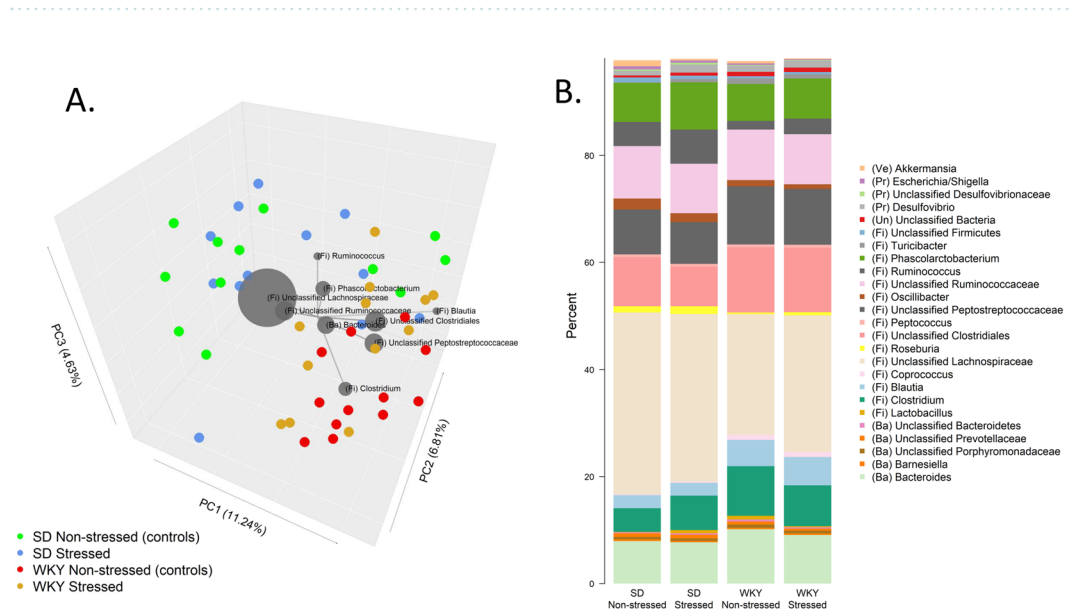 A.
(Fi) Ruminococcus
(Fi) Phascolarctobacterium
(Fi) Unclassified Lachnospiraceae
(Fi) Unclassified Ruminococcaceae
(Fi) Blautia
(Fi) Unclassified Clostridiales
(Ba) Bacteroides
(Fi) Unclassified Peptostreptococcaceae
(Fi) Clostridium
PC3 (4.63%)
PC1 (11.24%)
PC2 (6.81%)
SD Non-stressed (controls)
SD Stressed
WKY Non-stressed (controls)
WKY Stressed
B.
Percent
80
60
40
20
0
SD
Non-stressed
SD
Stressed
WKY
Non-stressed
WKY
Stressed
(Ve) Akkermansia
(Pr) Escherichia/Shigella
(Pr) Unclassified Desulfovibrionaceae
(Pr) Desulfovibrio
(Un) Unclassified Bacteria
(Fi) Unclassified Firmicutes
(Fi) Turicibacter
(Fi) Phascolarctobacterium
(Fi) Ruminococcus
(Fi) Unclassified Ruminococcaceae
(Fi) Oscillibacter
(Fi) Unclassified Peptostreptococcaceae
(Fi) Peptococcus
(Fi) Unclassified Clostridiales
(Fi) Roseburia
(Fi) Unclassified Lachnospiraceae
(Fi) Coprococcus
(Fi) Blautia
(Fi) Clostridium
(Fi) Lactobacillus
(Ba) Unclassified Bacteroidetes
(Ba) Unclassified Prevotellaceae
(Ba) Unclassified Porphyromonadaceae
(Ba) Barnesiella
(Ba) Bacteroides